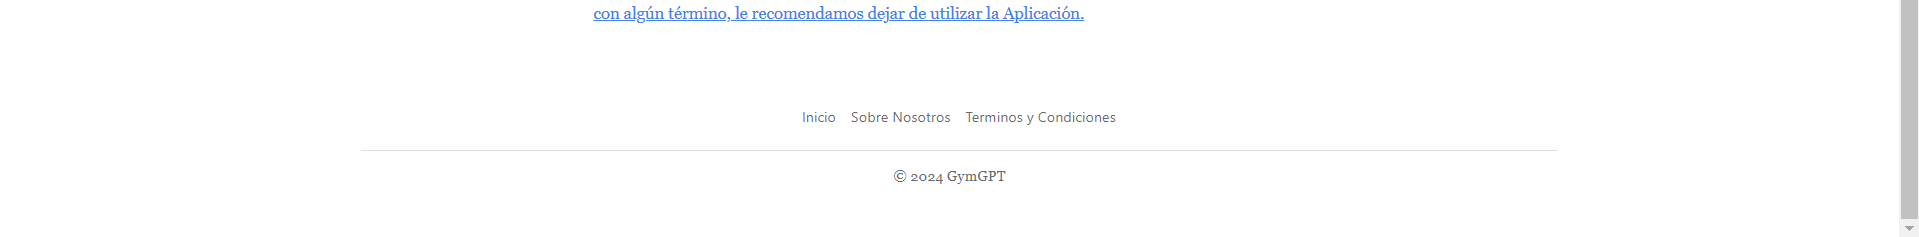 con algún término, le recomendamos dejar de utilizar la Aplicación.
Inicio Sobre Nosotros Terminos y Condiciones
© 2024 GymGPT